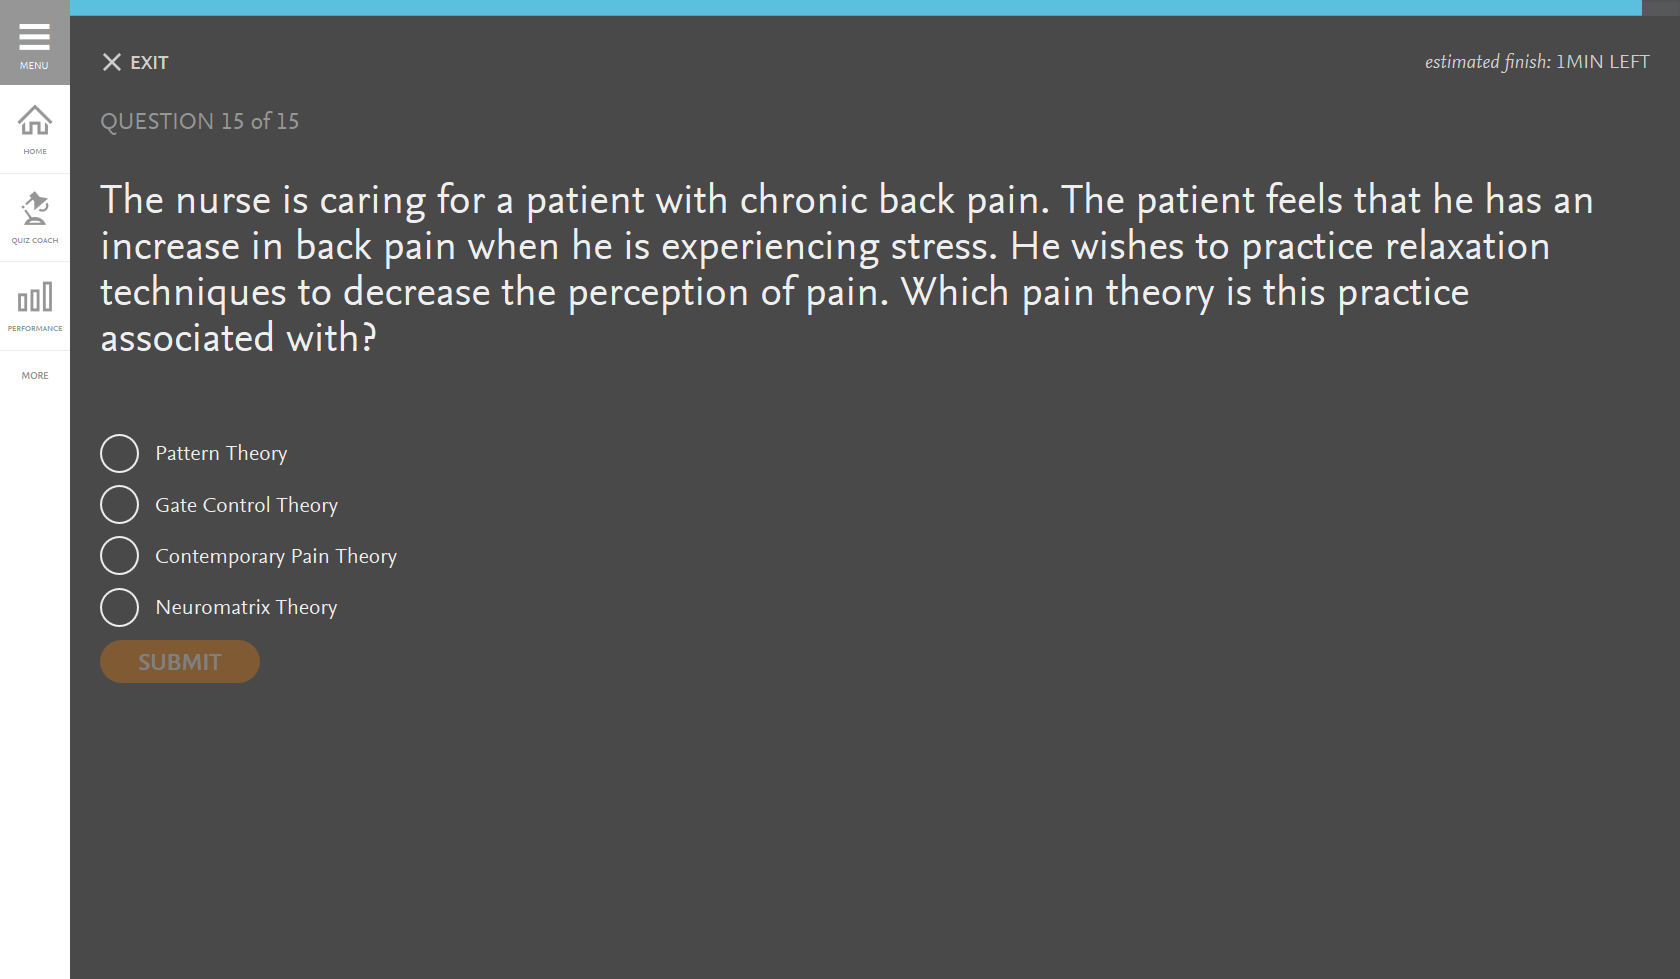 MENU
HOME
QUIZ COACH
PERFORMANCE
MORE
EXIT
estimated finish: 1MIN LEFT
QUESTION 15 of 15
The nurse is caring for a patient with chronic back pain. The patient feels that he has an
increase in back pain when he is experiencing stress. He wishes to practice relaxation
techniques to decrease the perception of pain. Which pain theory is this practice
associated with?
Pattern Theory
Gate Control Theory
Contemporary Pain Theory
Neuromatrix Theory
SUBMIT